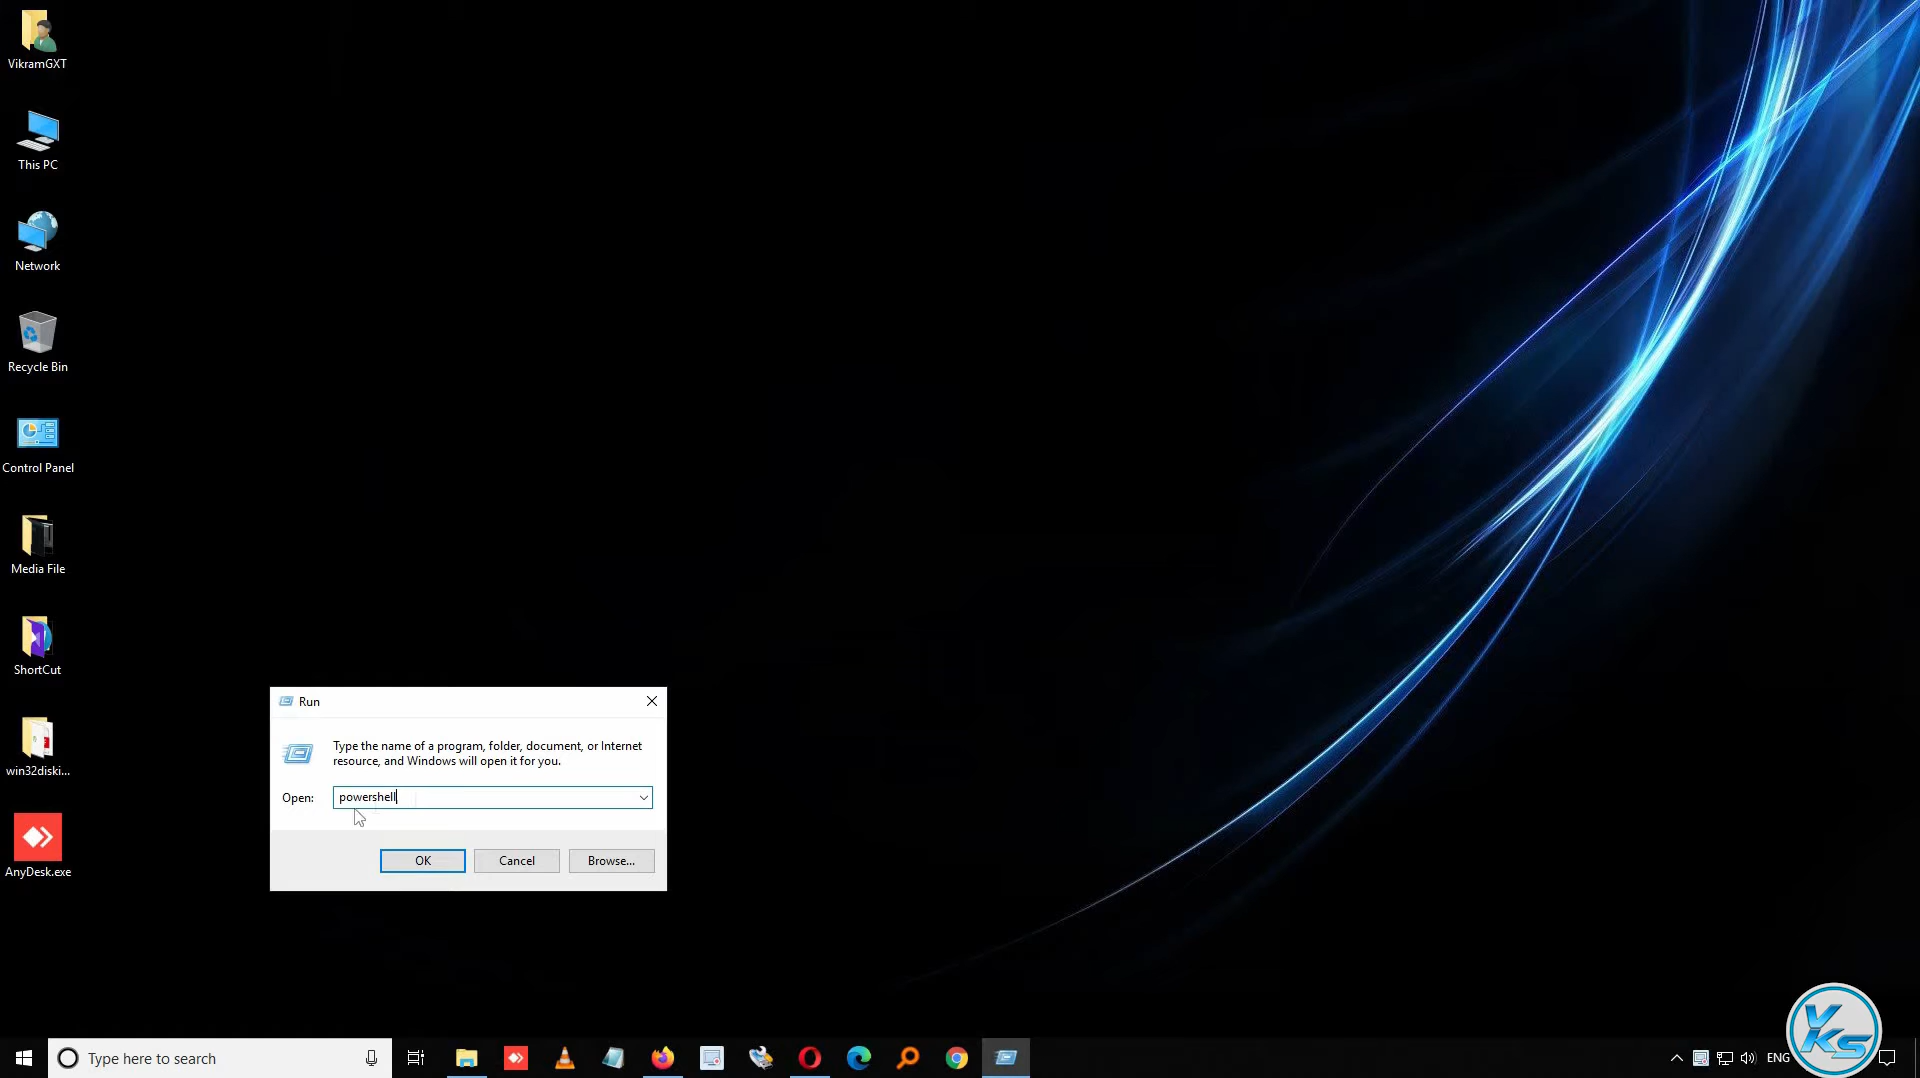 VikramGXT
This PC
Network
Recycle Bin
Control Panel
Media File
ShortCut
win32diski...
AnyDesk.exe
Run
Type the name of a program, folder, document, or Internet
resource, and Windows will open it for you.
Open: powershell
OK Cancel Browse...
Type here to search
ENG
VKS